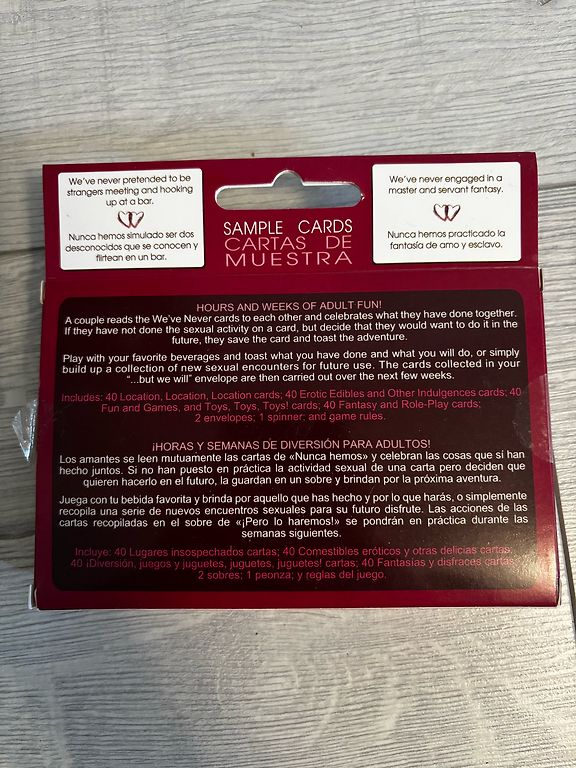 We've never pretended to be
strangers meeting and hooking
up at a bar.
Nunca hemos simulado ser dos
desconocidos que se conocen y
flirtean en un bar.
SAMPLE CARDS
CARTAS DE
MUESTRA
We've never engaged in a
master and servant fantasy.
Nunca hemos practicado la
fantasía de amo y esclavo.
HOURS AND WEEKS OF ADULT FUN!
A couple reads the We've Never cards to each other and celebrates what they have done together.
If they have not done the sexual activity on a card, but decide that they would want to do it in the
future, they save the card and toast the adventure.
Play with your favorite beverages and toast what you have done and what you will do, or simply
build up a collection of new sexual encounters for future use. The cards collected in your
"...but we will" envelope are then carried out over the next few weeks.
Includes: 40 Location, Location, Location cards; 40 Erotic Edibles and Other Indulgences cards; 40
Fun and Games, and Toys, Toys, Toys! cards; 40 Fantasy and Role-Play cards;
2 envelopes; 1 spinner; and game rules.
¡HORAS Y SEMANAS DE DIVERSIÓN PARA ADULTOS!
Los amantes se leen mutuamente las cartas de «Nunca hemos» y celebran las cosas que sí han
hecho juntos. Si no han puesto en práctica la actividad sexual de una carta pero deciden que
quieren hacerlo en el futuro, la guardan en un sobre y brindan por la próxima aventura.
Juega con tu bebida favorita y brinda por aquello que has hecho y por lo que harás, o simplemente
recopila una serie de nuevos encuentros sexuales para su futuro disfrute. Las acciones de las
cartas recopiladas en el sobre de «¡Pero lo haremos!» se pondrán en práctica durante las
semanas siguientes.
Incluye: 40 Lugares insospechados cartas; 40 Comestibles eróticos y otras delicias cartas;
40 ¡Diversión, juegos y juguetes, juguetes, juguetes! cartas; 40 Fantasías y disfraces cartas;
2 sobres; 1 peonza; y reglas del juego.